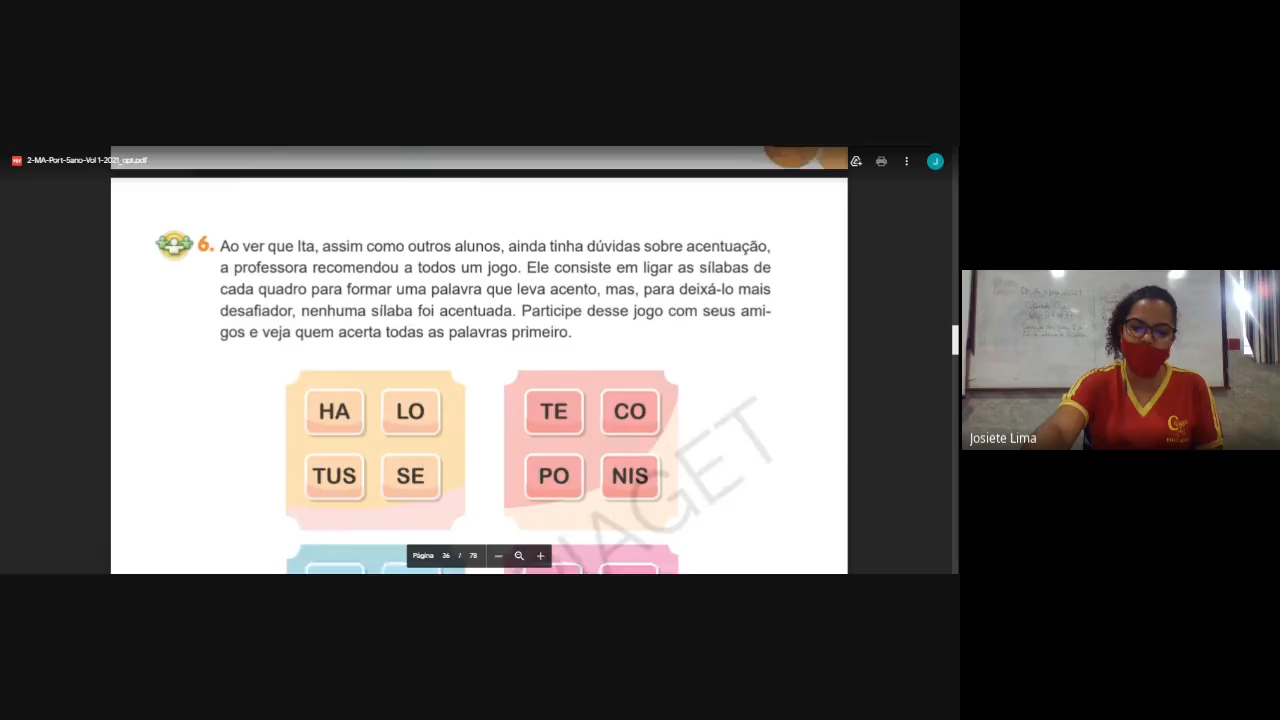 2-MA-Port-5ano-Vol 1-2021_opt.pdf
J
6. Ao ver que Ita, assim como outros alunos, ainda tinha dúvidas sobre acentuação,
a professora recomendou a todos um jogo. Ele consiste em ligar as sílabas de
cada quadro para formar uma palavra que leva acento, mas, para deixá-lo mais
desafiador, nenhuma sílaba foi acentuada. Participe desse jogo com seus ami-
gos e veja quem acerta todas as palavras primeiro.
HA LO
TUS SE
TE CO
PO NIS
PIAGET
Página 36 / 78
Josiete Lima